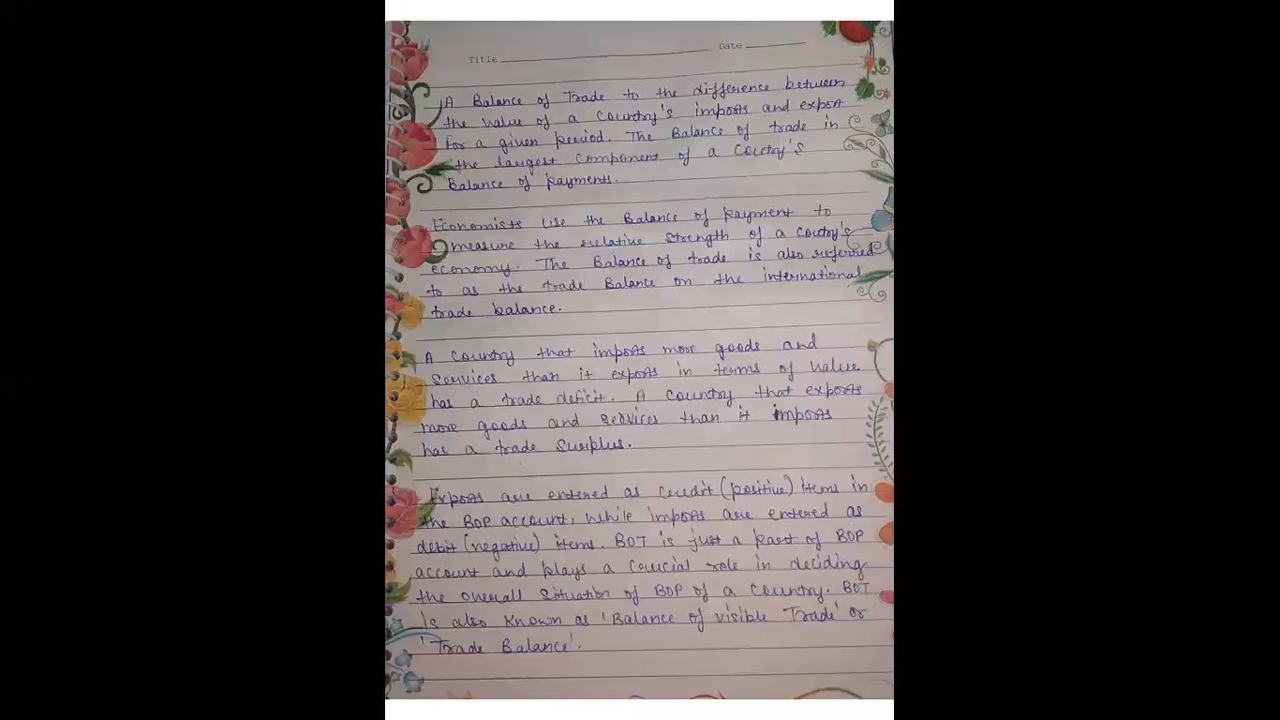 Title
Date
A Balance of Trade to the difference between
the value of a Country's imports and export
for a given period. The Balance of trade in
the largest component of a Coutry's
Balance of payments.
Economists use the Balance of payment to
measure the relative strength of a Coutry's
economy. The Balance of trade is also referred
to as the trade Balance on the international
trade balance.
A Country that imports more goods and
services than it exports in terms of value
has a trade deficit. A country that exports
more goods and services than it imports
has a trade surplus.
Exports are entered as credit (positive) items in
the BOP account, while imports are entered as
debit (negative) items. BOT is just a part of BOP
account and plays a crucial role in deciding
the overall situation of BOP of a country. BOT
is also known as 'Balance of visible Trade' or
'Trade Balance'.